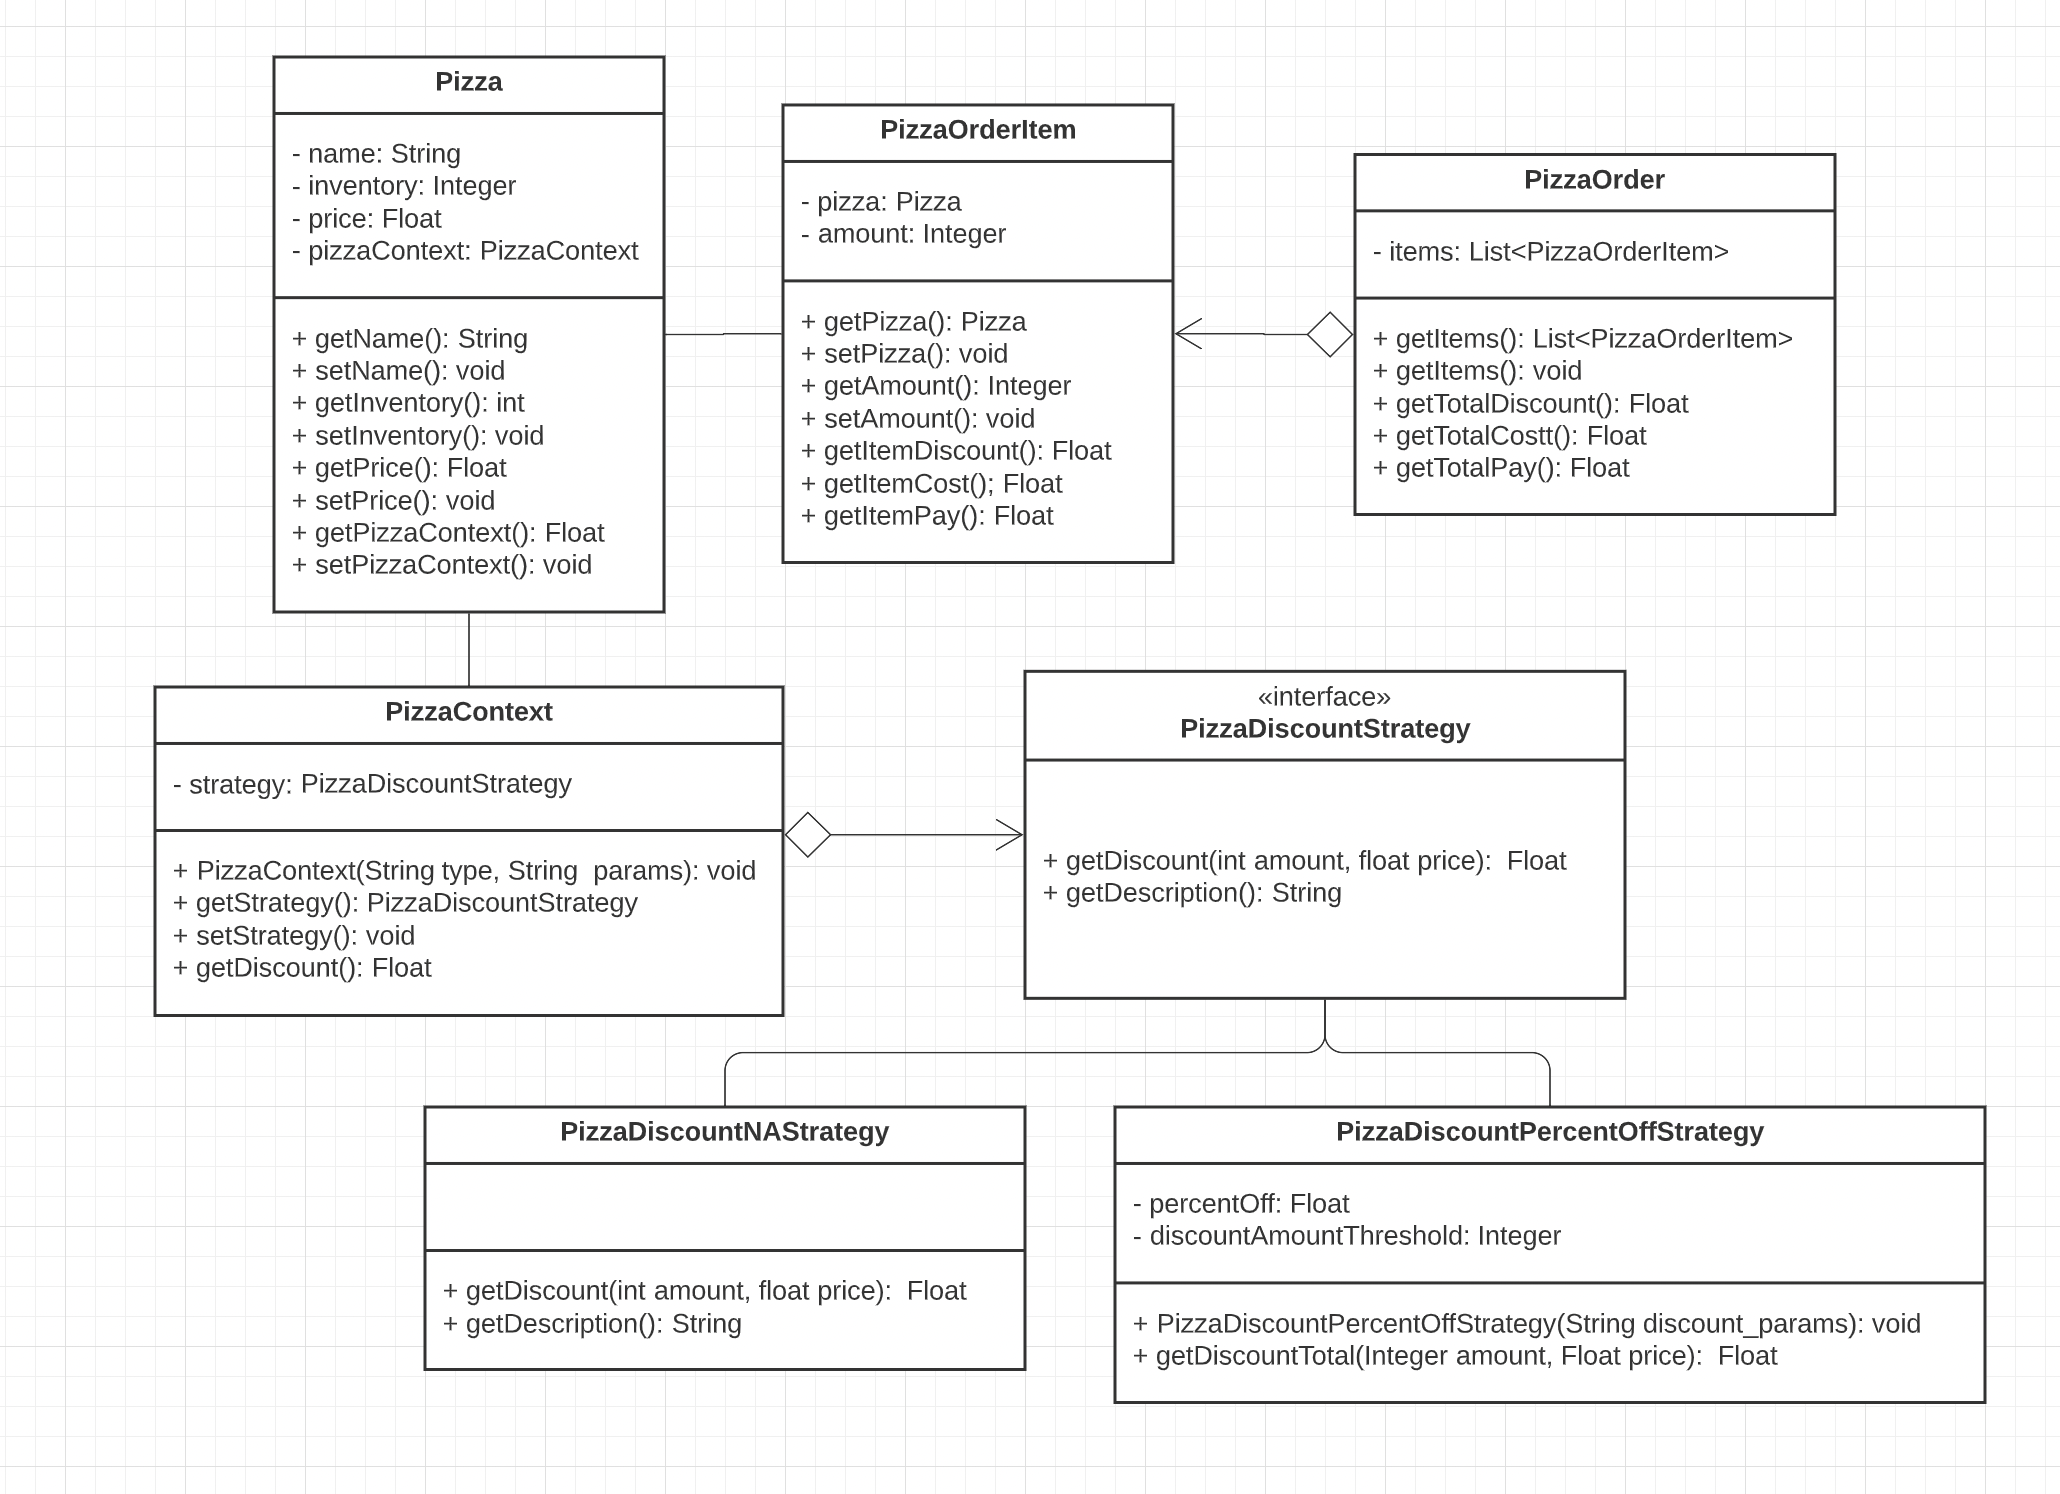 Pizza
- name: String
- inventory: Integer
- price: Float
- pizzaContext: PizzaContext
+ getName(): String
+ setName(): void
+ getInventory(): int
+ setInventory(): void
+ getPrice(): Float
+ setPrice(): void
+ getPizzaContext(): Float
+ setPizzaContext(): void
PizzaOrderItem
- pizza: Pizza
- amount: Integer
+ getPizza(): Pizza
+ setPizza(): void
+ getAmount(): Integer
+ setAmount(): void
+ getItemDiscount(): Float
+ getItemCost(); Float
+ getItemPay(): Float
PizzaOrder
- items: List<PizzaOrderItem>
+ getItems(): List<PizzaOrderItem>
+ getItems(): void
+ getTotalDiscount(): Float
+ getTotalCostt(): Float
+ getTotalPay(): Float
PizzaContext
- strategy: PizzaDiscountStrategy
+ PizzaContext(String type, String  params): void
+ getStrategy(): PizzaDiscountStrategy
+ setStrategy(): void
+ getDiscount(): Float
«interface»
PizzaDiscountStrategy
+ getDiscount(int amount, float price):  Float
+ getDescription(): String
PizzaDiscountNAStrategy
+ getDiscount(int amount, float price):  Float
+ getDescription(): String
PizzaDiscountPercentOffStrategy
- percentOff: Float
- discountAmountThreshold: Integer
+ PizzaDiscountPercentOffStrategy(String discount_params): void
+ getDiscountTotal(Integer amount, Float price):  Float